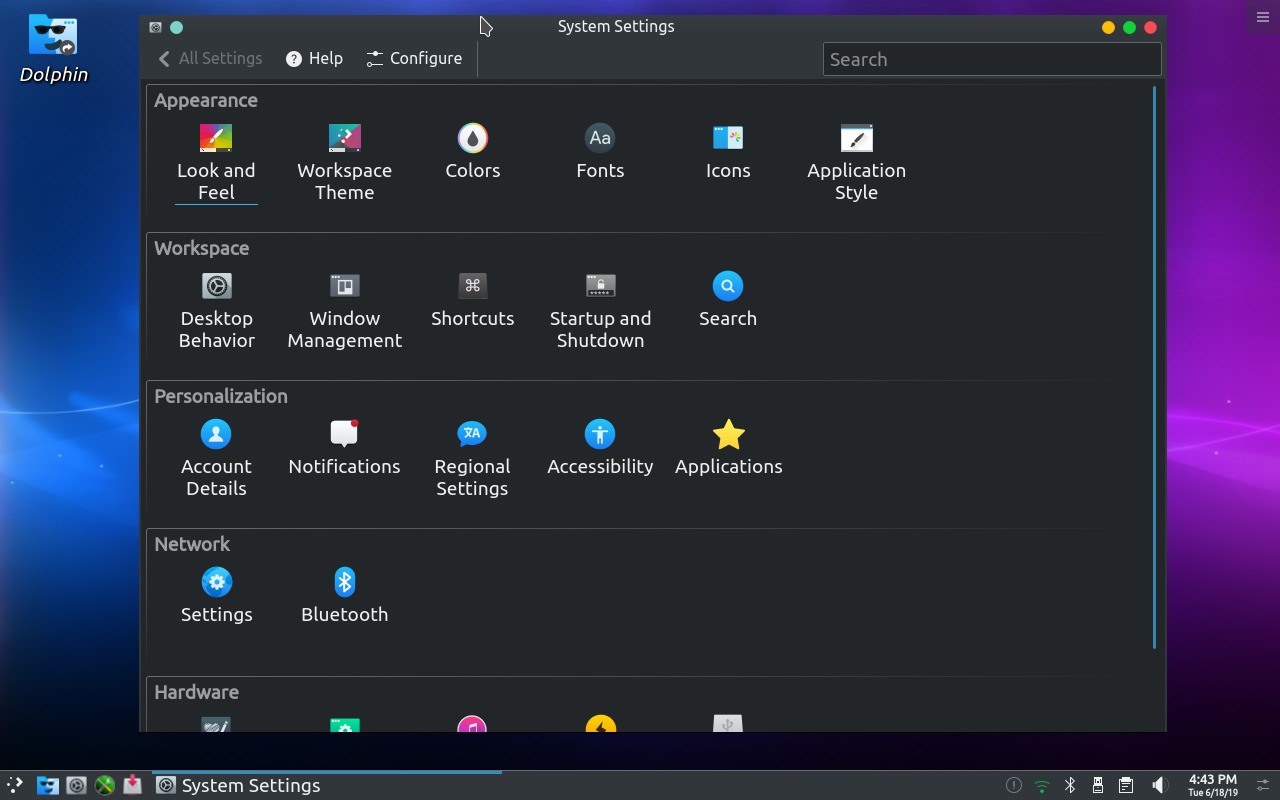 Dolphin
System Settings
All Settings
Help
Configure
Search
Appearance
Look and
Feel
Workspace
Theme
Colors
Aa
Fonts
Icons
Application
Style
Workspace
Desktop
Behavior
Window
Management
Shortcuts
Startup and
Shutdown
Search
Personalization
Account
Details
Notifications
Regional
Settings
Accessibility
Applications
Network
Settings
Bluetooth
Hardware
System Settings
4:43 PM
Tue 6/18/19